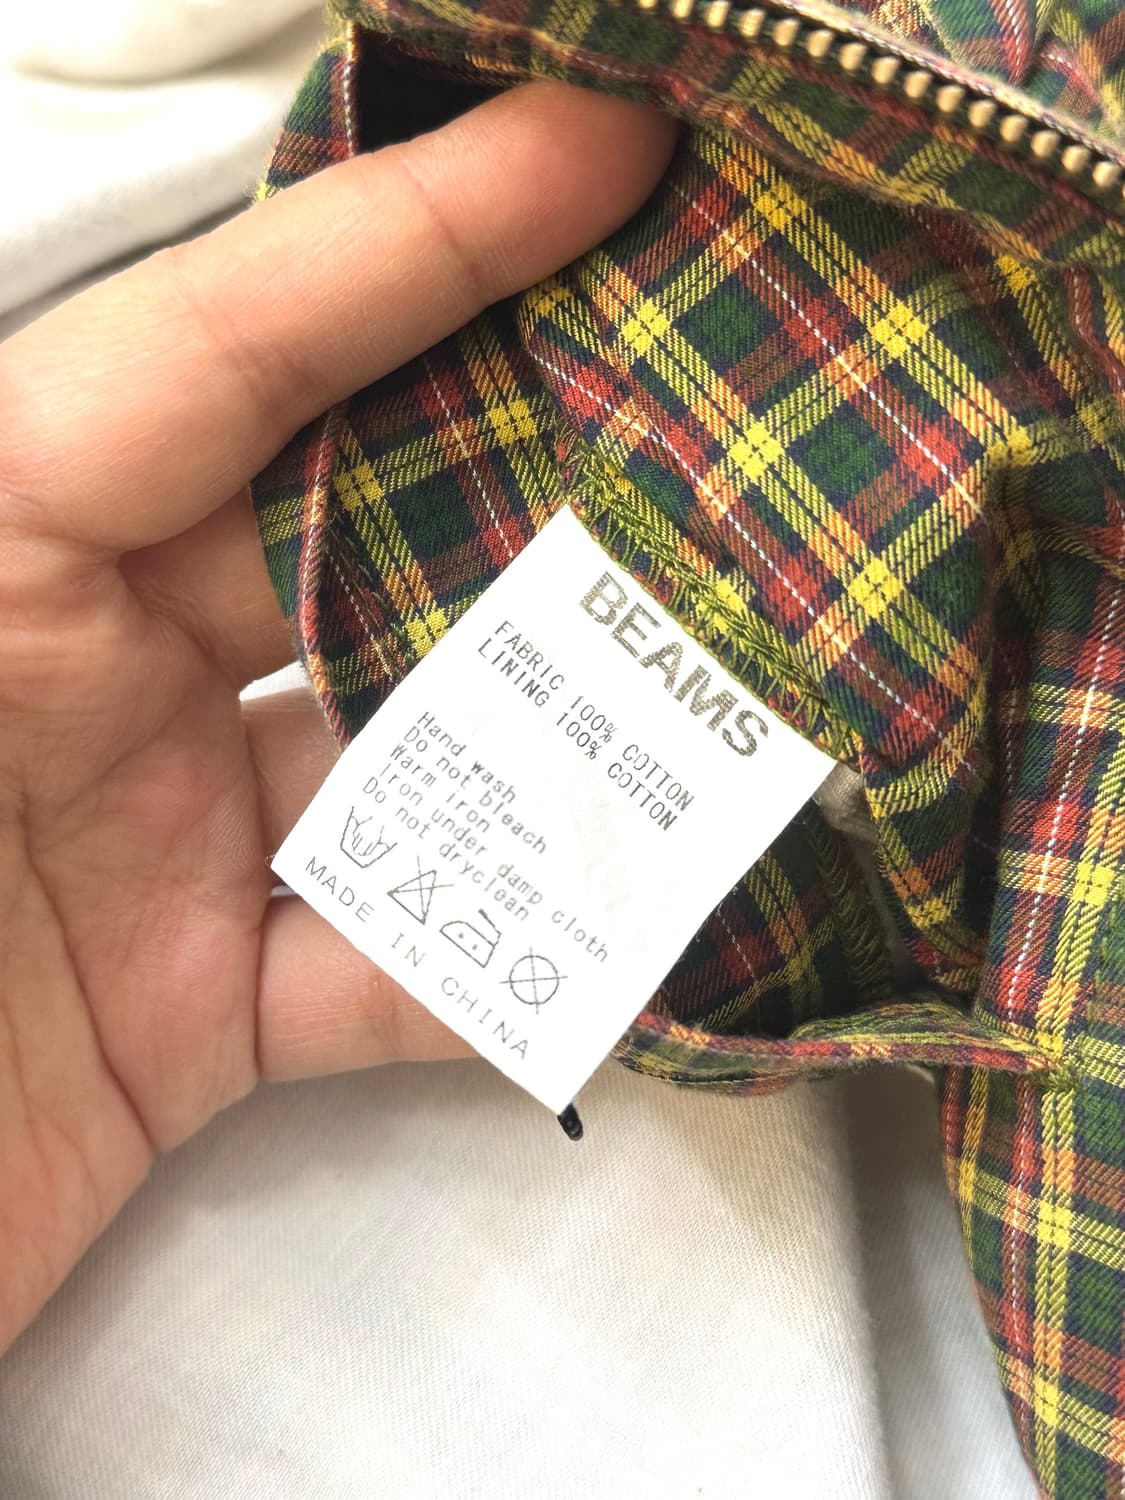 BEAMS
FABRIC 100% COTTON
LINING 100% COTTON
Hand wash
Do not bleach
Warm iron
Iron under damp cloth
Do not dryclean
MADE IN CHINA